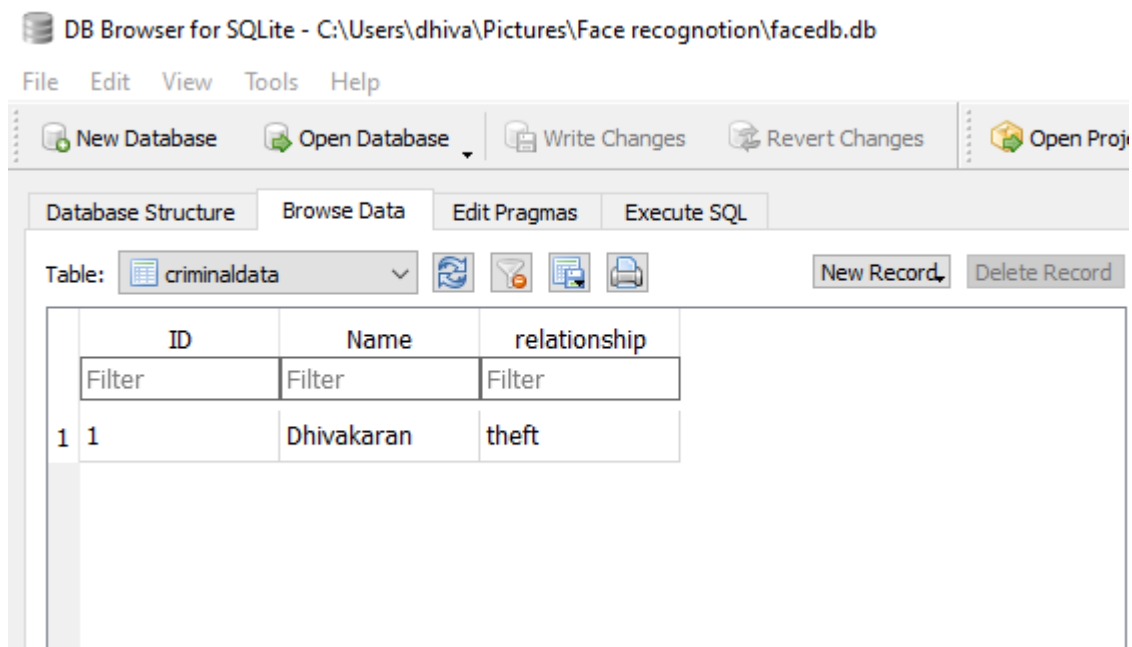 DB Browser for SQLite - C:\Users\dhiva\Pictures\Face recognotion\facedb.db
File Edit View Tools Help
New Database Open Database Write Changes Revert Changes Open Proje
Database Structure Browse Data Edit Pragmas Execute SQL
Table: criminaldata New Record Delete Record
ID Name relationship
Filter Filter Filter
1 1 Dhivakaran theft